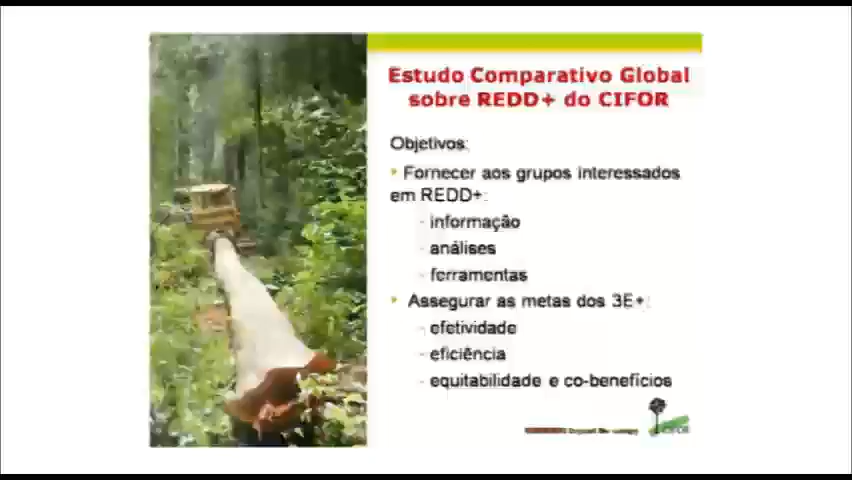 Estudo Comparativo Global
sobre REDD+ do CIFOR
Objetivos:
Fornecer aos grupos interessados
em REDD+:
- informação
- análises
- ferramentas
Assegurar as metas dos 3E+:
- efetividade
- eficiência
- equitabilidade e co-benefícios
CIFOR